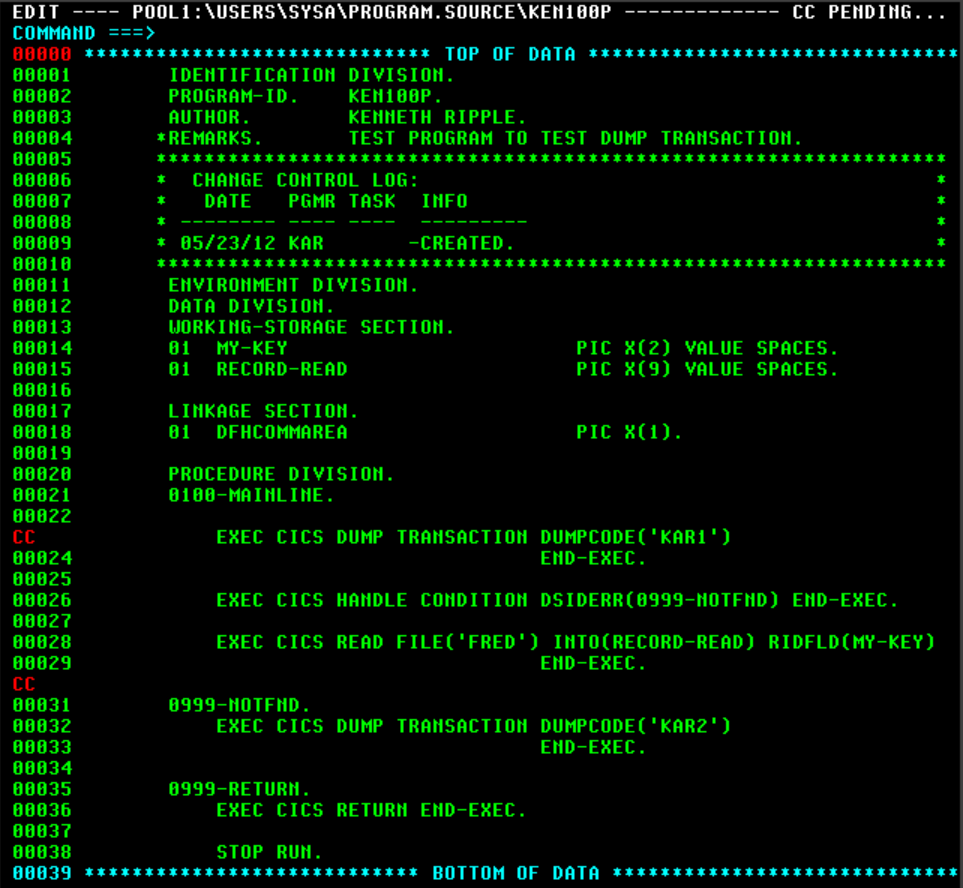 EDIT ---- POOL1:\USERS\SYSA\PROGRAM.SOURCE\KEN100P ------------- CC PENDING...
COMMAND ===>
00000 ***************************** TOP OF DATA *******************************
00001        IDENTIFICATION DIVISION.
00002        PROGRAM-ID.    KEN100P.
00003        AUTHOR.        KENNETH RIPPLE.
00004       *REMARKS.       TEST PROGRAM TO TEST DUMP TRANSACTION.
00005       ******************************************************************
00006       *  CHANGE CONTROL LOG:                                           *
00007       *   DATE   PGMR TASK  INFO                                       *
00008       * -------- ---- ----  ---------                                  *
00009       * 05/23/12 KAR       -CREATED.                                   *
00010       ******************************************************************
00011        ENVIRONMENT DIVISION.
00012        DATA DIVISION.
00013        WORKING-STORAGE SECTION.
00014        01  MY-KEY                        PIC X(2) VALUE SPACES.
00015        01  RECORD-READ                   PIC X(9) VALUE SPACES.
00016
00017        LINKAGE SECTION.
00018        01  DFHCOMMAREA                   PIC X(1).
00019
00020        PROCEDURE DIVISION.
00021        0100-MAINLINE.
00022
CC               EXEC CICS DUMP TRANSACTION DUMPCODE('KAR1')
00024                                       END-EXEC.
00025
00026            EXEC CICS HANDLE CONDITION DSIDERR(0999-NOTFND) END-EXEC.
00027
00028            EXEC CICS READ FILE('FRED') INTO(RECORD-READ) RIDFLD(MY-KEY)
00029                                       END-EXEC.
CC
00031        0999-NOTFND.
00032            EXEC CICS DUMP TRANSACTION DUMPCODE('KAR2')
00033                                       END-EXEC.
00034
00035        0999-RETURN.
00036            EXEC CICS RETURN END-EXEC.
00037
00038            STOP RUN.
00039 **************************** BOTTOM OF DATA *****************************